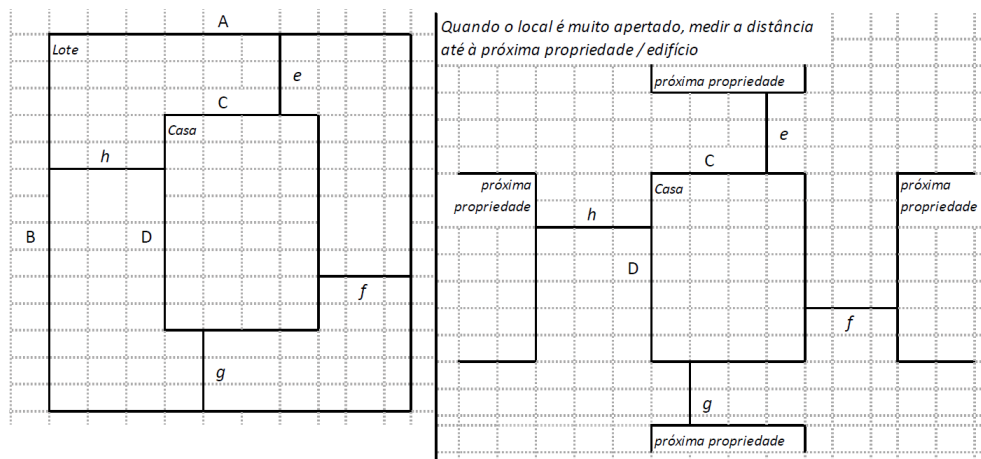 A
Lote
e
C
Casa
h
B
D
f
g
Quando o local é muito apertado, medir a distância
até à próxima propriedade / edifício
próxima propriedade
e
C
próxima
propriedade
Casa
próxima
propriedade
h
D
f
g
próxima propriedade